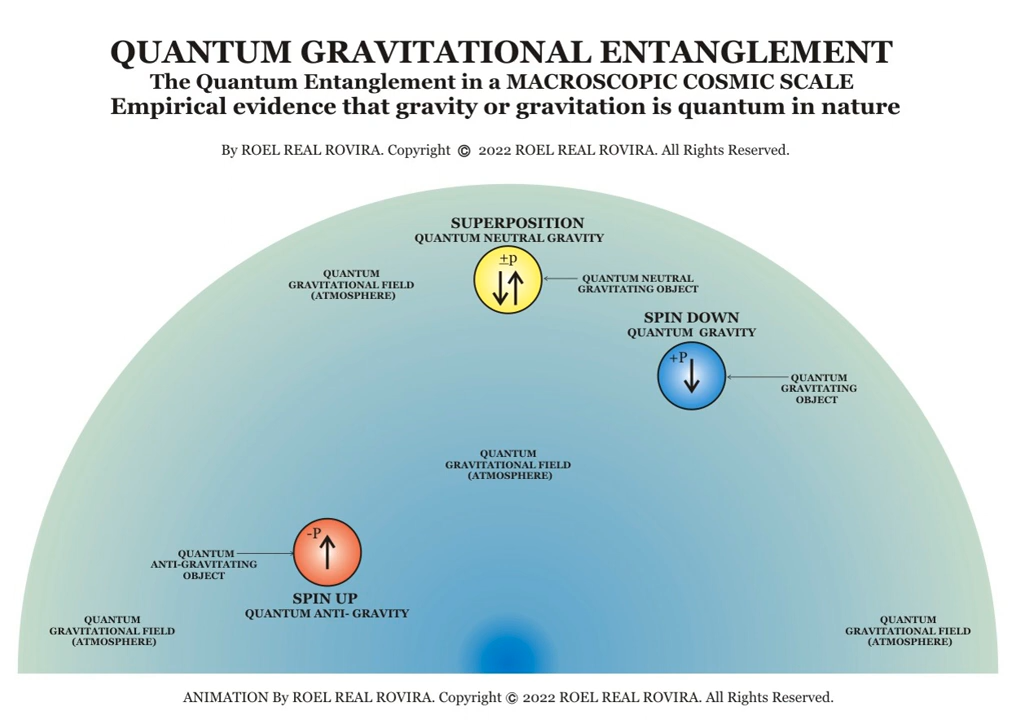 QUANTUM GRAVITATIONAL ENTANGLEMENT
The Quantum Entanglement in a MACROSCOPIC COSMIC SCALE
Empirical evidence that gravity or gravitation is quantum in nature
By ROEL REAL ROVIRA. Copyright © 2022 ROEL REAL ROVIRA. All Rights Reserved.
SUPERPOSITION
QUANTUM NEUTRAL GRAVITY
±p
QUANTUM
GRAVITATIONAL FIELD
(ATMOSPHERE)
QUANTUM NEUTRAL
GRAVITATING OBJECT
SPIN DOWN
QUANTUM GRAVITY
+P
QUANTUM
GRAVITATING
OBJECT
QUANTUM
GRAVITATIONAL FIELD
(ATMOSPHERE)
-P
QUANTUM
ANTI-GRAVITATING
OBJECT
SPIN UP
QUANTUM ANTI- GRAVITY
QUANTUM
GRAVITATIONAL FIELD
(ATMOSPHERE)
QUANTUM
GRAVITATIONAL FIELD
(ATMOSPHERE)
ANIMATION By ROEL REAL ROVIRA. Copyright © 2022 ROEL REAL ROVIRA. All Rights Reserved.